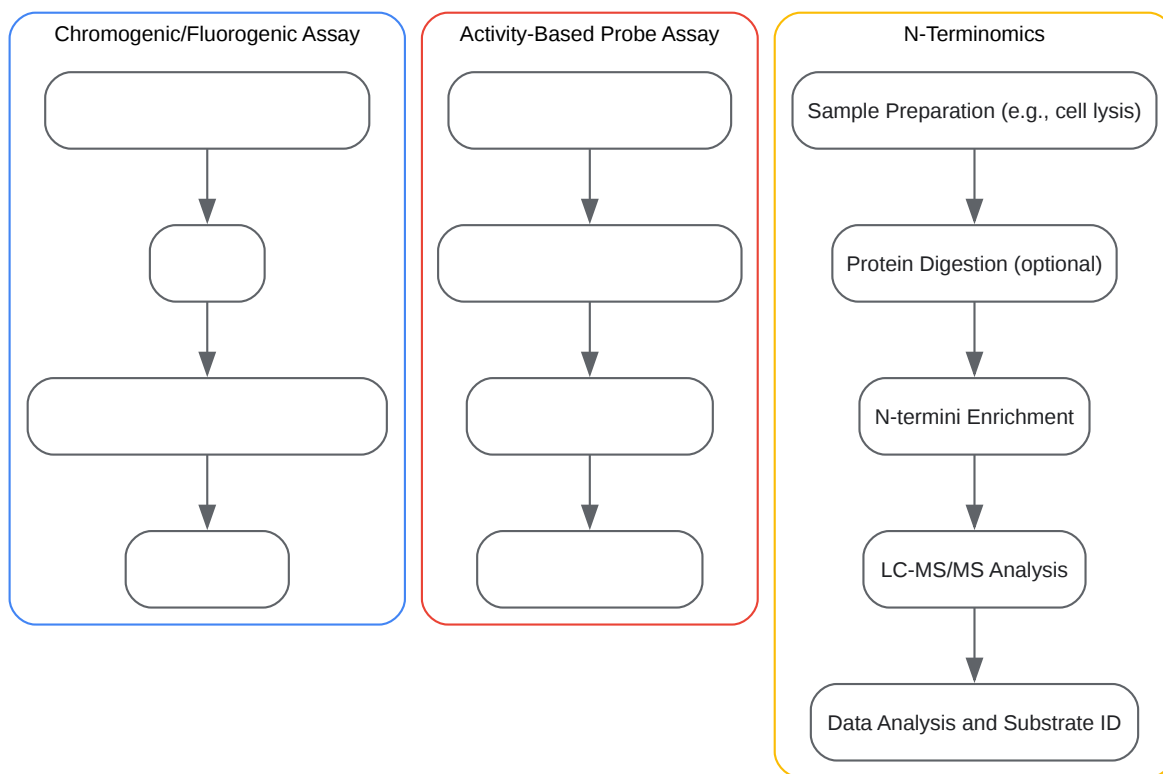 Chromogenic/Fluorogenic Assay
Activity-Based Probe Assay
N-Terminomics
Sample Preparation (e.g., cell lysis)
Protein Digestion (optional)
N-termini Enrichment
LC-MS/MS Analysis
Data Analysis and Substrate ID